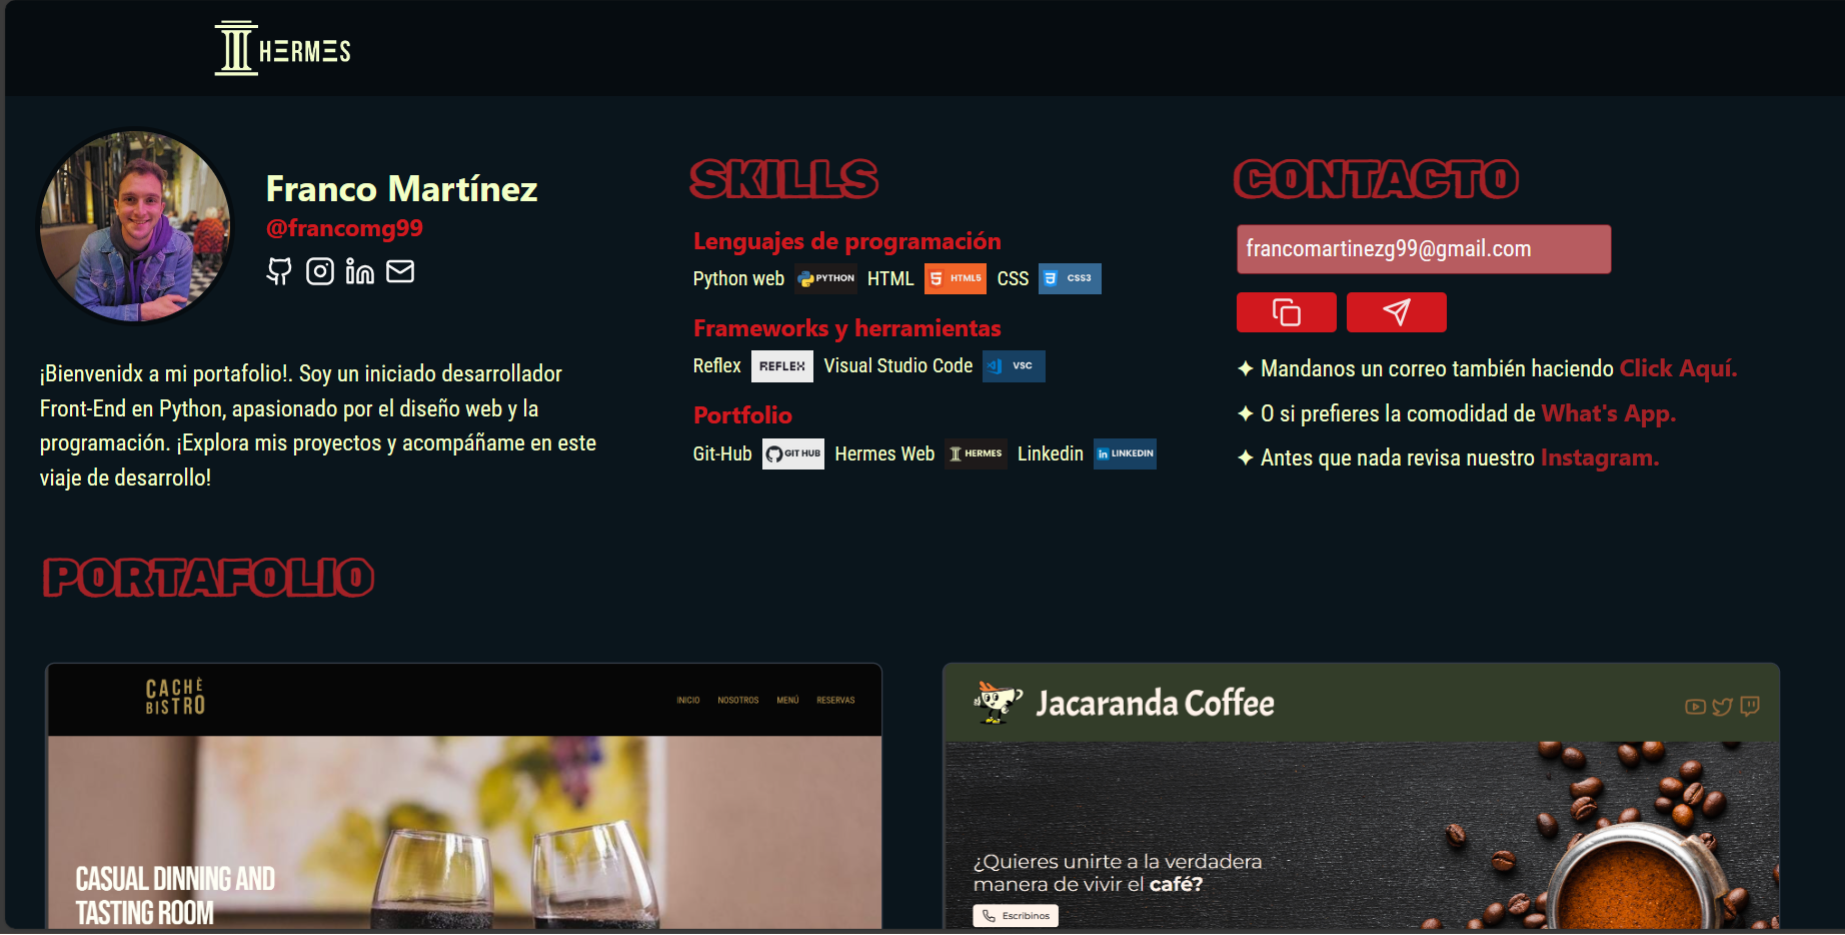 HERMES
Franco Martínez
@francomg99
¡Bienvenidx a mi portafolio!. Soy un iniciado desarrollador
Front-End en Python, apasionado por el diseño web y la
programación. ¡Explora mis proyectos y acompáñame en este
viaje de desarrollo!
SKILLS
Lenguajes de programación
Python web PYTHON HTML HTML5 CSS CSS3
Frameworks y herramientas
Reflex REFLEX Visual Studio Code VSC
Portfolio
Git-Hub GIT HUB Hermes Web HERMES Linkedin LINKEDIN
CONTACTO
francomartinezg99@gmail.com
✦ Mandanos un correo también haciendo Click Aquí.
✦ O si prefieres la comodidad de What's App.
✦ Antes que nada revisa nuestro Instagram.
PORTAFOLIO
CACHÈ
BISTRÒ
INICIO NOSOTROS MENÚ RESERVAS
CASUAL DINNING AND
TASTING ROOM
Jacaranda Coffee
¿Quieres unirte a la verdadera
manera de vivir el café?
Escribinos